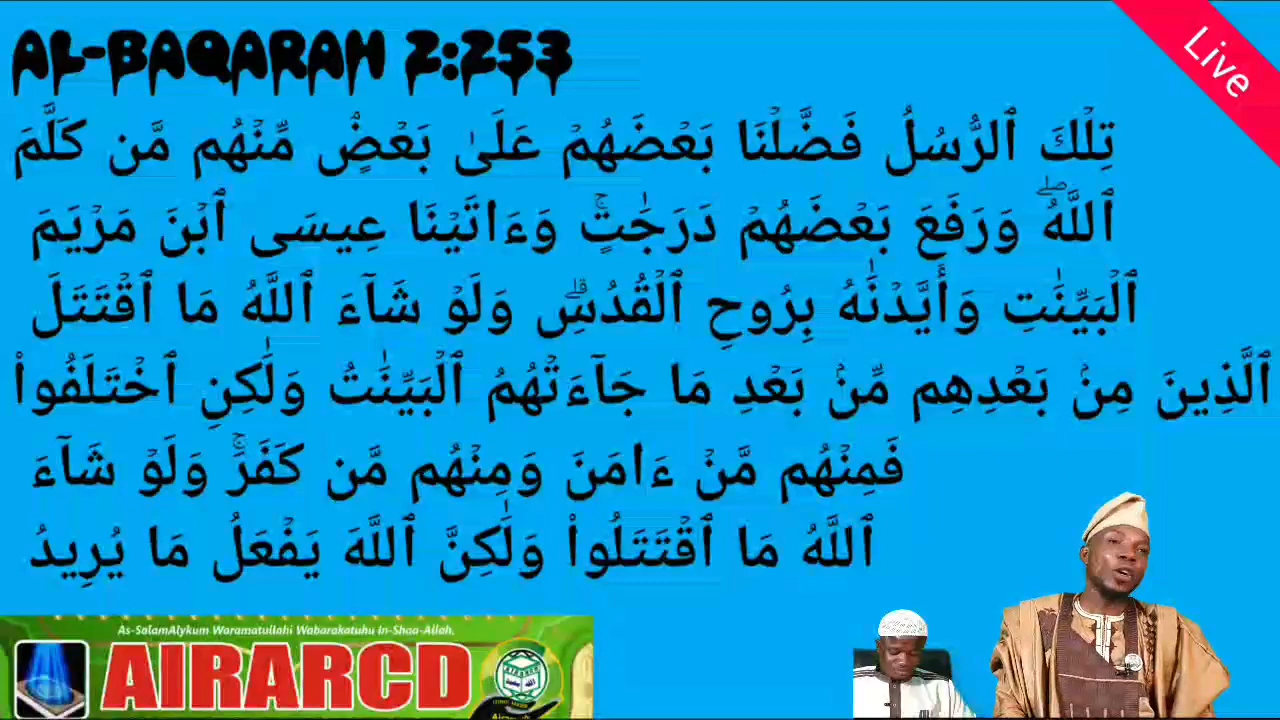 AL-BAQARAH 2:253
Live
تِلْكَ ٱلرُّسُلُ فَضَّلْنَا بَعْضَهُمْ عَلَىٰ بَعْضٍۢ مِّنْهُم مَّن كَلَّمَ
ٱللَّهُ ۖ وَرَفَعَ بَعْضَهُمْ دَرَجَـٰتٍۢ ۚ وَءَاتَيْنَا عِيسَى ٱبْنَ مَرْيَمَ
ٱلْبَيِّنَـٰتِ وَأَيَّدْنَـٰهُ بِرُوحِ ٱلْقُدُسِ ۗ وَلَوْ شَآءَ ٱللَّهُ مَا ٱقْتَتَلَ
ٱلَّذِينَ مِنۢ بَعْدِهِم مِّنۢ بَعْدِ مَا جَآءَتْهُمُ ٱلْبَيِّنَـٰتُ وَلَـٰكِنِ ٱخْتَلَفُوا۟
فَمِنْهُم مَّنْ ءَامَنَ وَمِنْهُم مَّن كَفَرَ ۚ وَلَوْ شَآءَ
ٱللَّهُ مَا ٱقْتَتَلُوا۟ وَلَـٰكِنَّ ٱللَّهَ يَفْعَلُ مَا يُرِيدُ
As-SalamAlykum Waramatullahi Wabarakatuhu In-Shaa-Allah.
AIRARCD